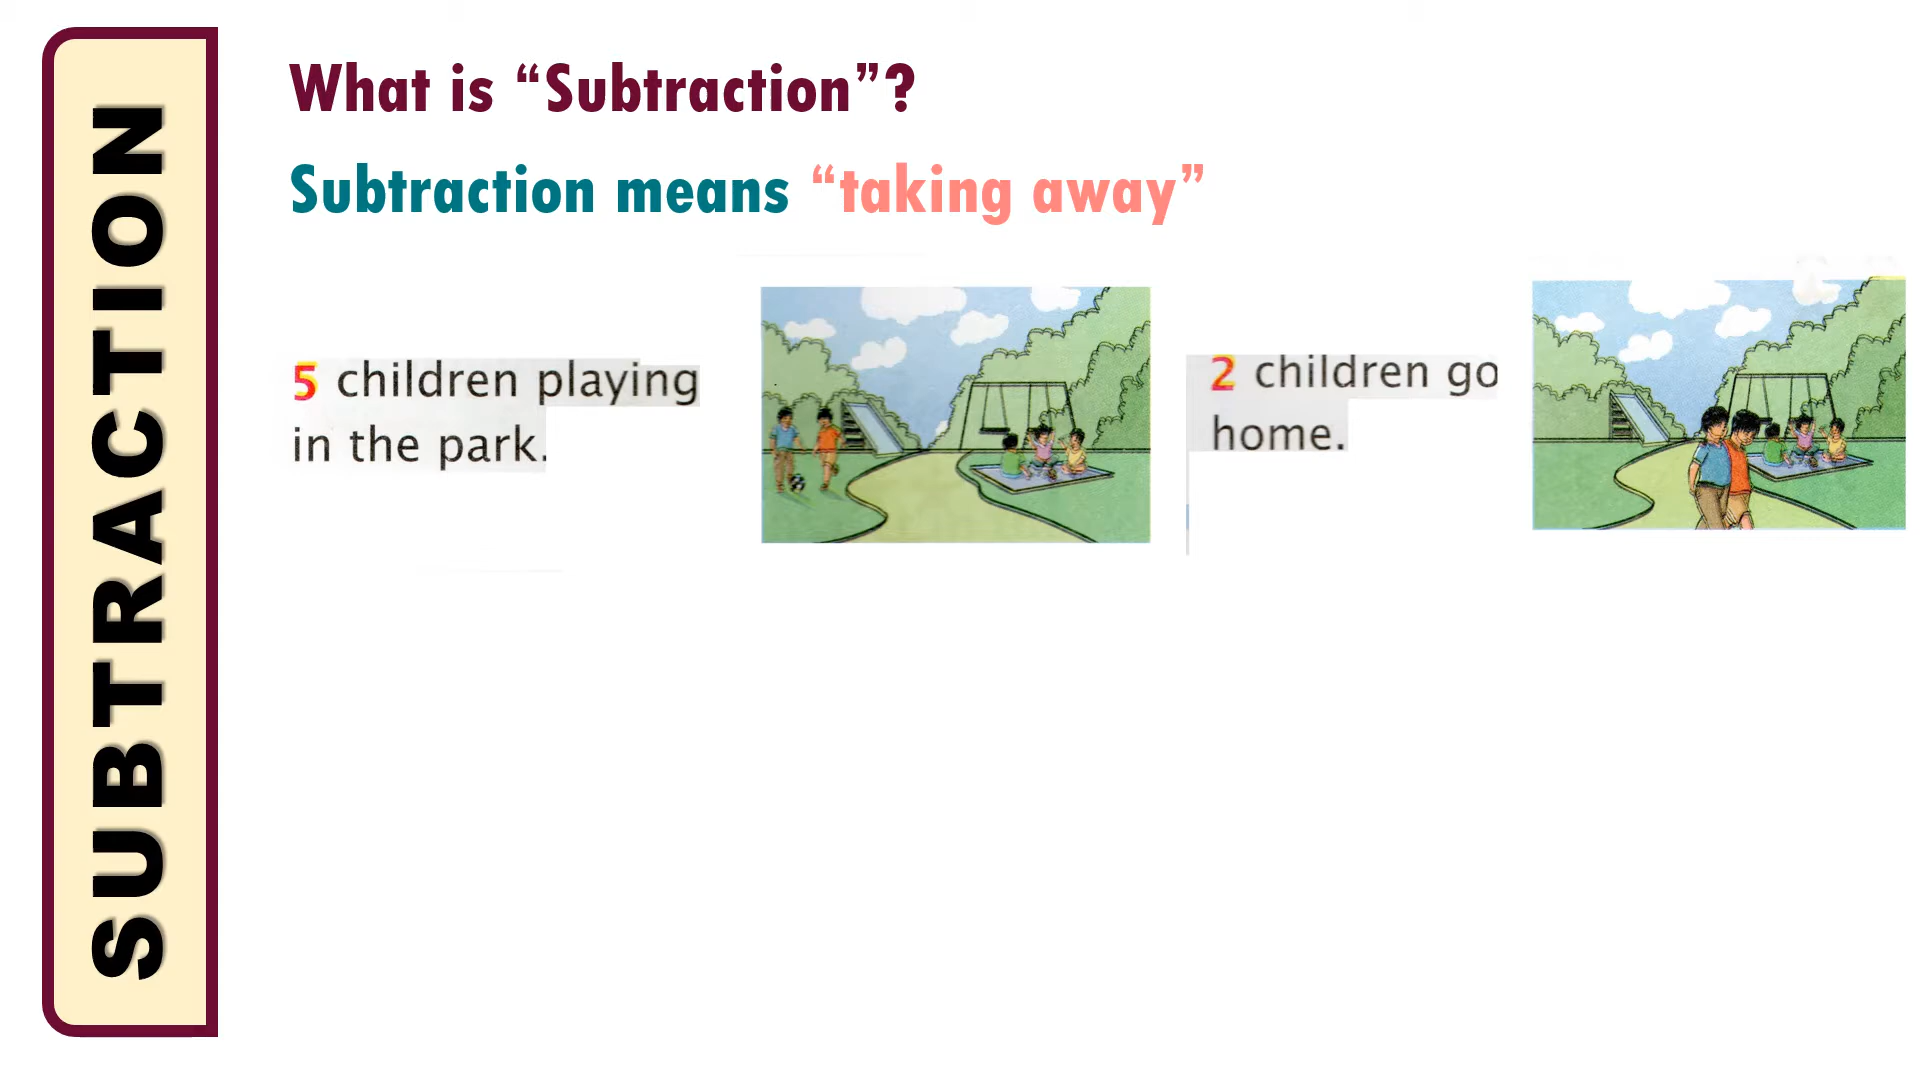 SUBTRACTION
What is “Subtraction”?
Subtraction means “taking away”
5 children playing
in the park.
2 children go
home.